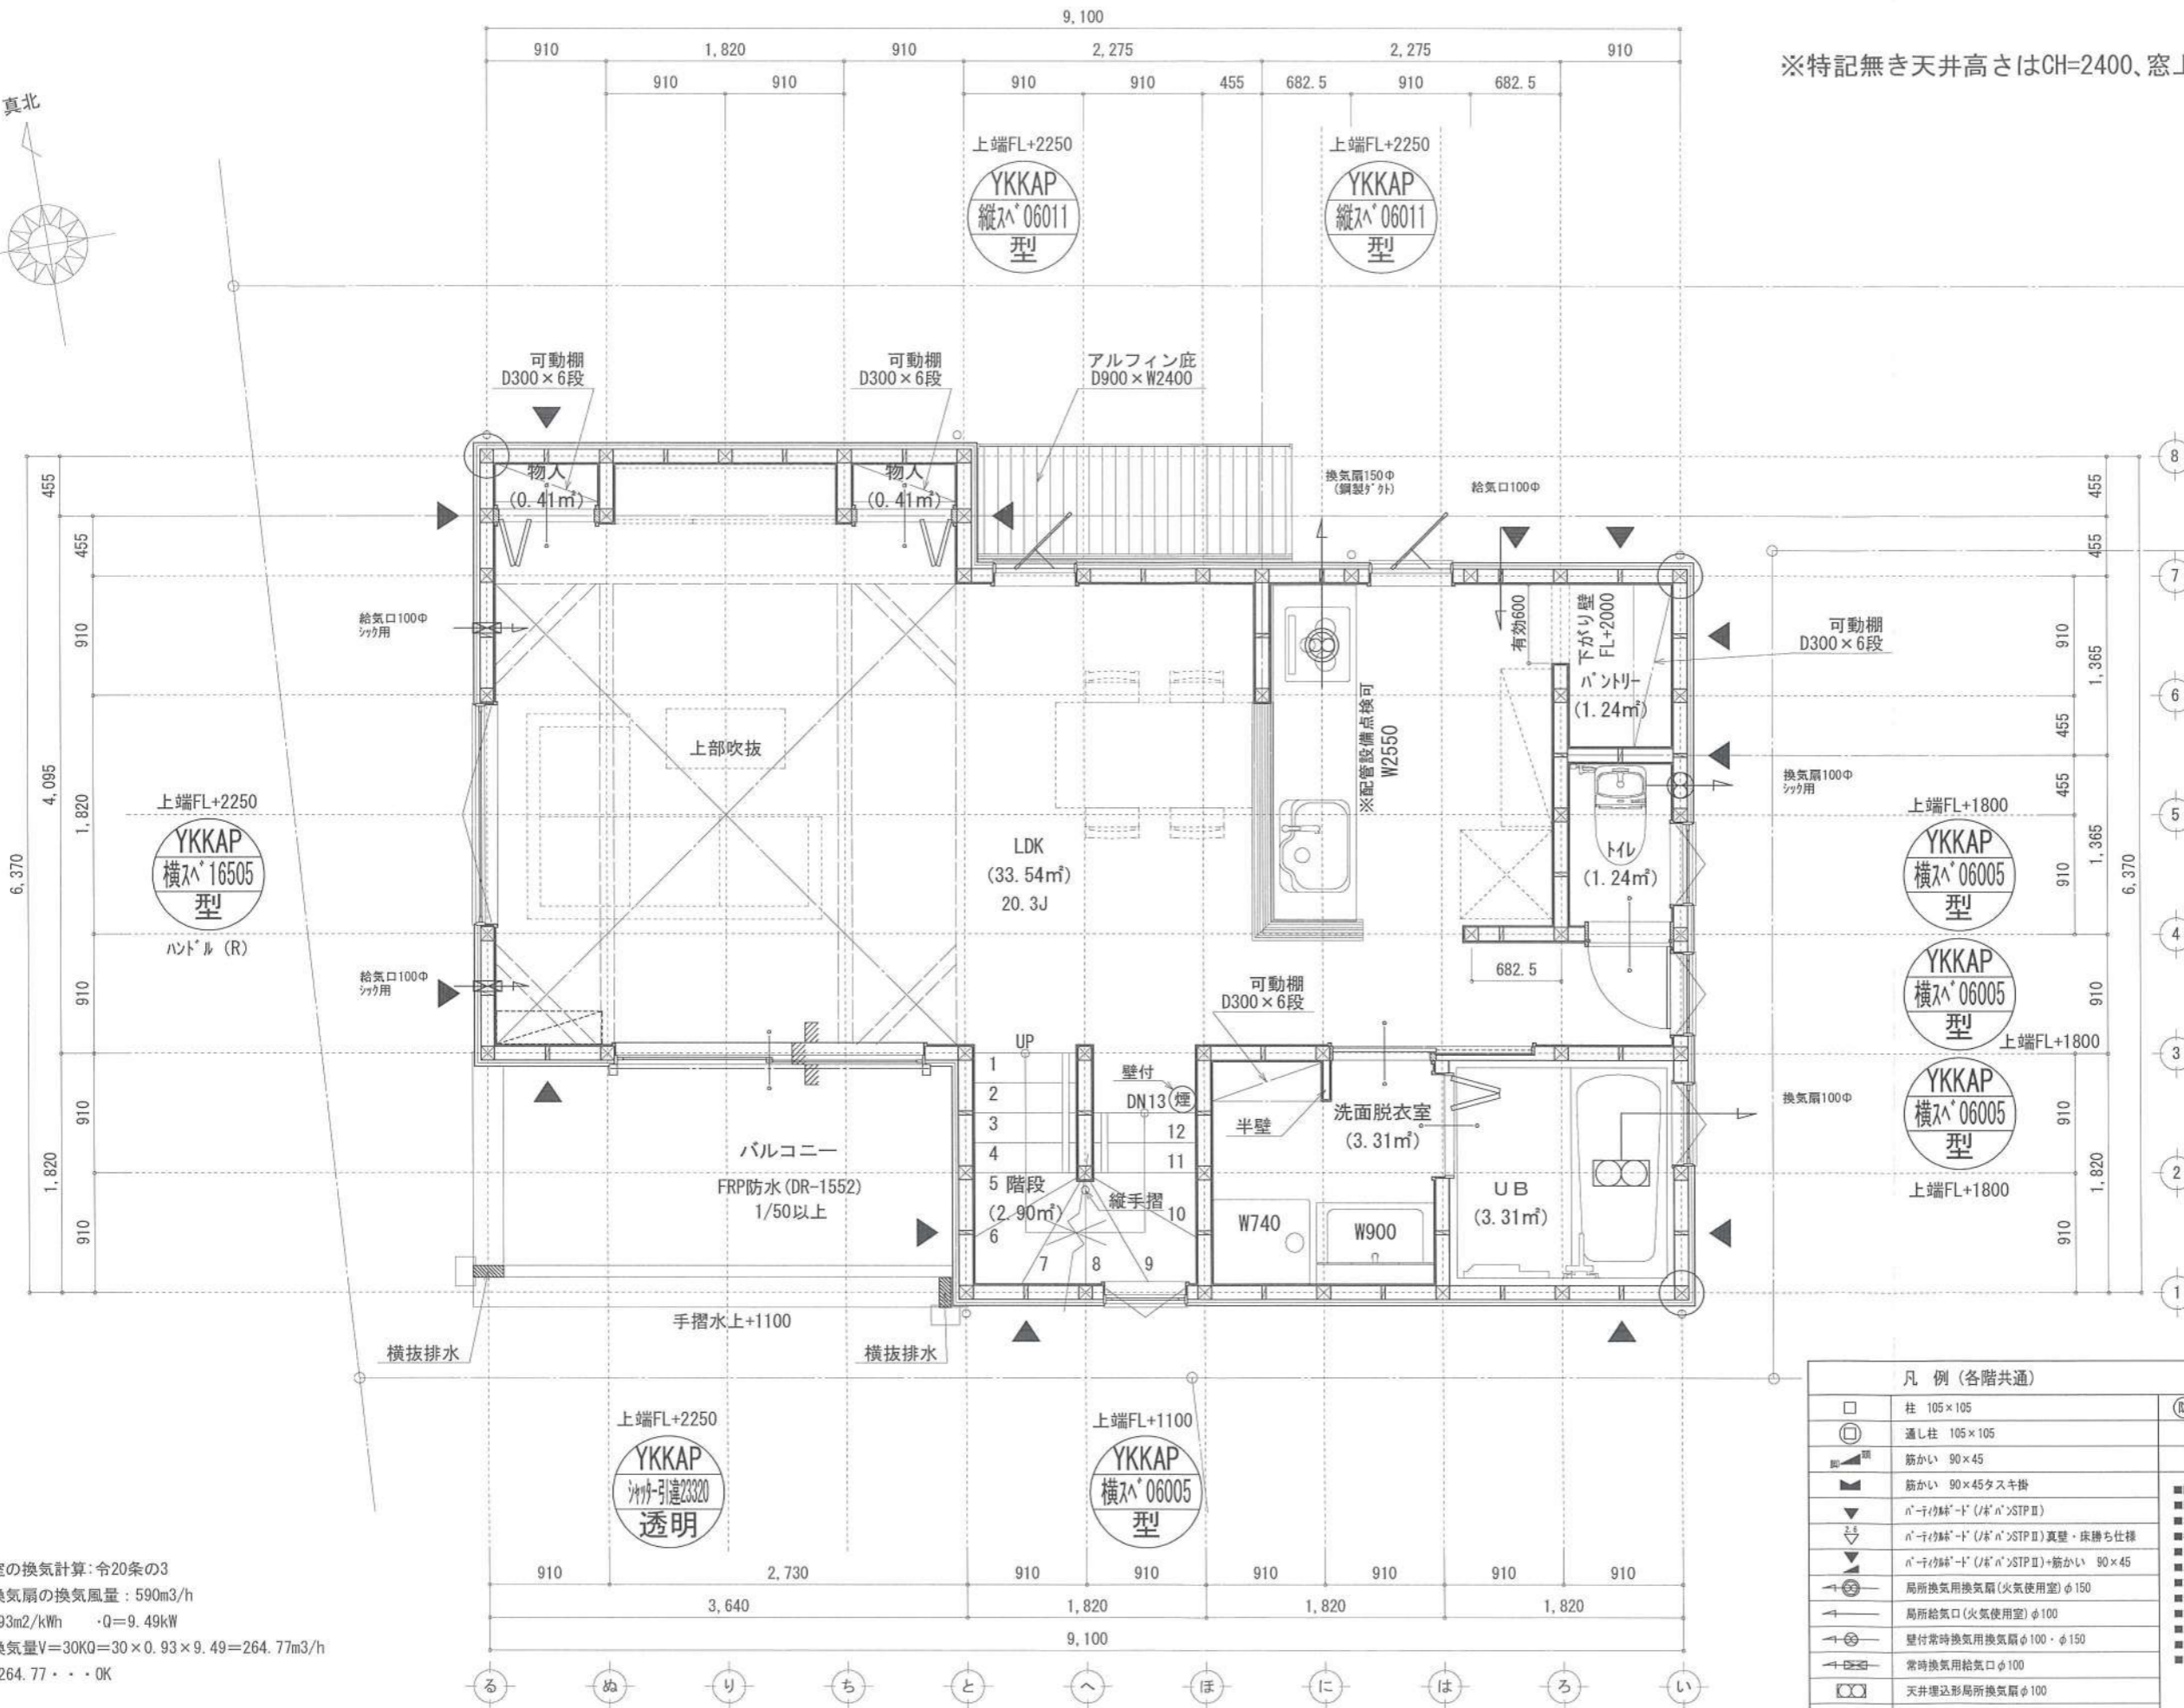 ※特記無き天井高さはCH=2400、窓上
真北
9,100
910
1,820
910
2,275
2,275
910
910
910
910
910
455
682.5
910
682.5
上端FL+2250
YKKAP
縦スベ06011
型
上端FL+2250
YKKAP
縦スベ06011
型
可動棚
D300×6段
可動棚
D300×6段
アルフィン庇
D900×W2400
物入
(0.41㎡)
物入
(0.41㎡)
換気扇150Φ
(鋼製ダクト)
給気口100Φ
給気口100Φ
シック用
有効600
下がり壁
FL+2000
パントリー
(1.24㎡)
可動棚
D300×6段
上部吹抜
※配管設備点検可
W2550
換気扇100Φ
シック用
上端FL+2250
YKKAP
横スベ16505
型
ハンドル (R)
LDK
(33.54㎡)
20.3J
トイレ
(1.24㎡)
上端FL+1800
YKKAP
横スベ06005
型
給気口100Φ
シック用
682.5
可動棚
D300×6段
YKKAP
横スベ06005
型
上端FL+1800
UP
1
2
3
4
5 階段
(2.90㎡)
6
7
8
9
10
11
12
壁付
DN13
煙
縦手摺
半壁
洗面脱衣室
(3.31㎡)
W740
W900
UB
(3.31㎡)
換気扇100Φ
YKKAP
横スベ06005
型
上端FL+1800
バルコニー
FRP防水(DR-1552)
1/50以上
手摺水上+1100
横抜排水
横抜排水
上端FL+2250
YKKAP
シャッター引違23320
透明
上端FL+1100
YKKAP
横スベ06005
型
6,370
455
4,095
1,820
455
910
1,820
910
910
910
455
455
910
455
455
910
910
910
910
1,365
1,365
1,820
6,370
8
7
6
5
4
3
2
1
910
2,730
910
910
910
910
910
910
3,640
1,820
1,820
1,820
9,100
る
ぬ
り
ち
と
へ
ほ
に
は
ろ
い
室の換気計算:令20条の3
換気扇の換気風量：590m3/h
93m2/kWh ・Q=9.49kW
換気量V=30KQ=30×0.93×9.49=264.77m3/h
264.77・・・OK
凡 例 (各階共通)
柱 105×105
通し柱 105×105
筋かい 90×45
筋かい 90×45タスキ掛
パーティクルボード(ノボパンSTPⅡ)
2.6
パーティクルボード(ノボパンSTPⅡ)真壁・床勝ち仕様
パーティクルボード(ノボパンSTPⅡ)+筋かい 90×45
局所換気用換気扇(火気使用室)φ150
局所給気口(火気使用室)φ100
壁付常時換気用換気扇φ100・φ150
常時換気用給気口φ100
天井埋込形局所換気扇φ100